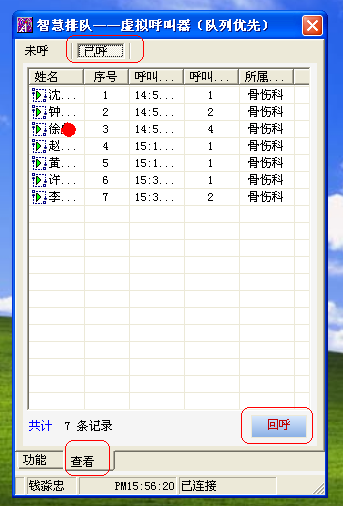 智慧排队——虚拟呼叫器（队列优先）
未呼 已呼
姓名 序号 呼叫... 呼叫... 所属...
沈... 1 14:5... 1 骨伤科
钟... 2 14:5... 2 骨伤科
徐 3 14:5... 4 骨伤科
赵... 4 15:1... 1 骨伤科
黄... 5 15:1... 1 骨伤科
许... 6 15:3... 1 骨伤科
李... 7 15:3... 2 骨伤科
共计 7 条记录 回呼
功能 查看
钱淼忠 PM15:56:20 已连接